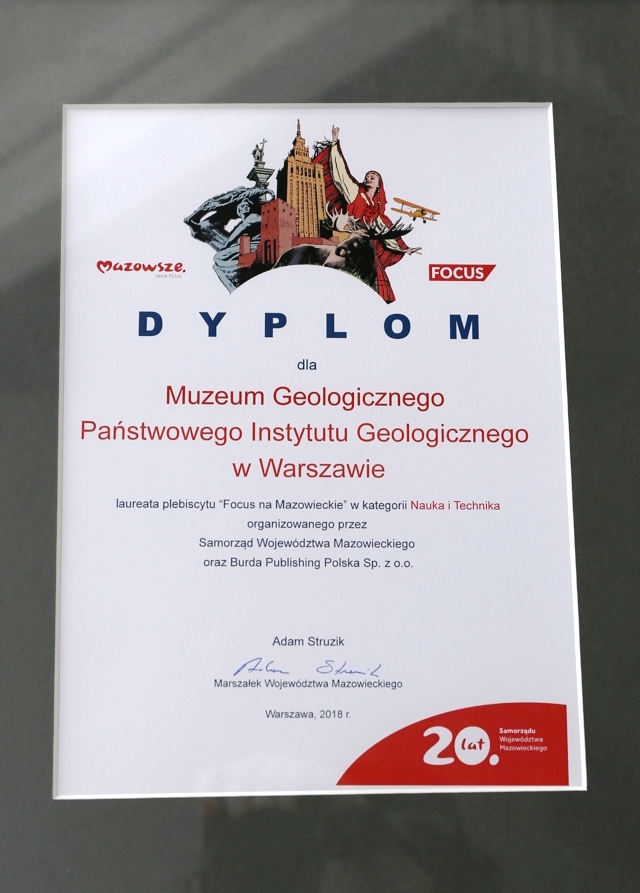 Mazowsze.
serce Polski
FOCUS
DYPLOM
dla
Muzeum Geologicznego
Państwowego Instytutu Geologicznego
w Warszawie
laureata plebiscytu "Focus na Mazowieckie" w kategorii Nauka i Technika
organizowanego przez
Samorząd Województwa Mazowieckiego
oraz Burda Publishing Polska Sp. z o.o.
Adam Struzik
Adam Struzik
Marszałek Województwa Mazowieckiego
Warszawa, 2018 r.
20 lat.
Samorządu
Województwa
Mazowieckiego